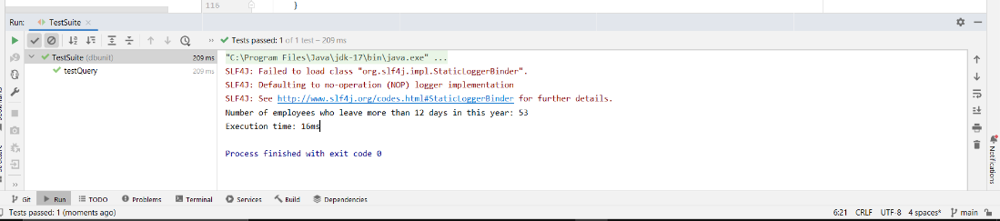 116
}
Run:
TestSuite
Tests passed: 1 of 1 test – 209 ms
TestSuite (dbunit) 209 ms
testQuery 209 ms
"C:\Program Files\Java\jdk-17\bin\java.exe" ...
SLF4J: Failed to load class "org.slf4j.impl.StaticLoggerBinder".
SLF4J: Defaulting to no-operation (NOP) logger implementation
SLF4J: See http://www.slf4j.org/codes.html#StaticLoggerBinder for further details.
Number of employees who leave more than 12 days in this year: 53
Execution time: 16ms
Process finished with exit code 0
Notifications
Git
Run
TODO
Problems
Terminal
Services
Build
Dependencies
Tests passed: 1 (moments ago)
6:21 CRLF UTF-8 4 spaces* main